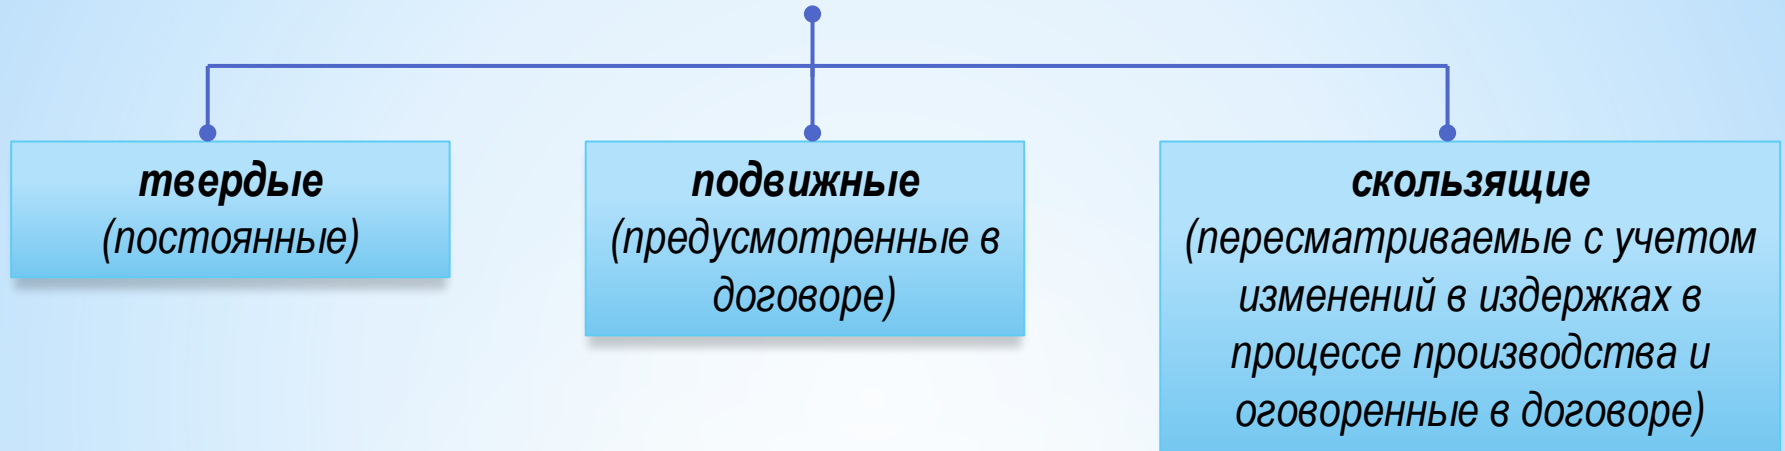 твердые
(постоянные)
подвижные
(предусмотренные в
договоре)
скользящие
(пересматриваемые с учетом
изменений в издержках в
процессе производства и
оговоренные в договоре)